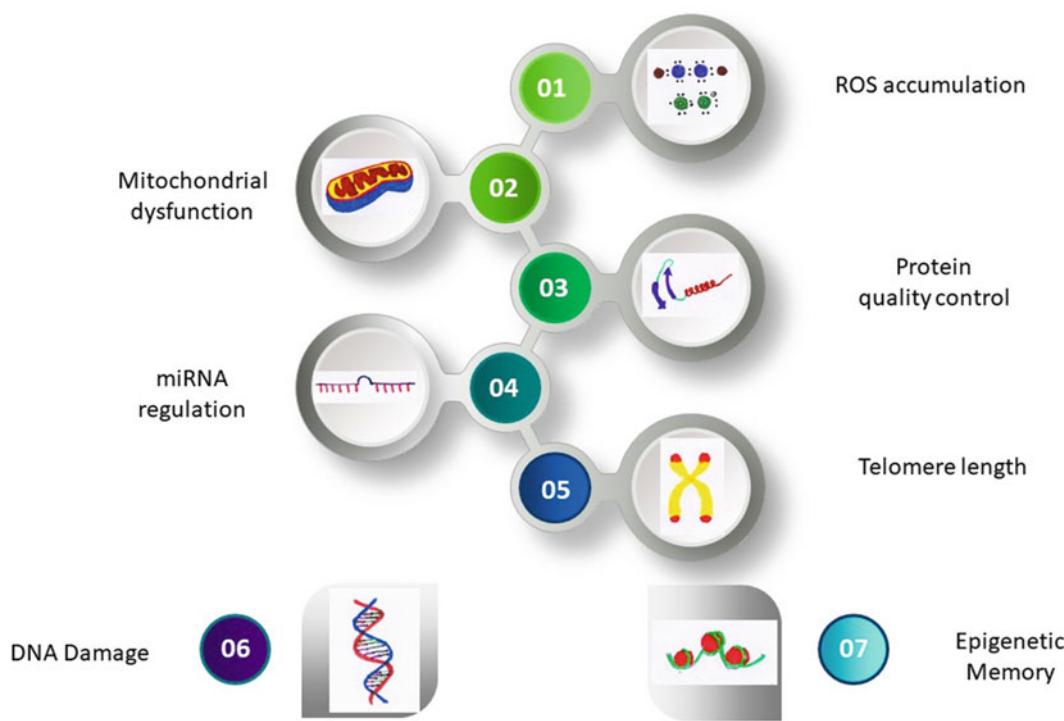 01
ROS accumulation
Mitochondrial
dysfunction
02
03
Protein
quality control
miRNA
regulation
04
05
Telomere length
DNA Damage
06
07
Epigenetic
Memory